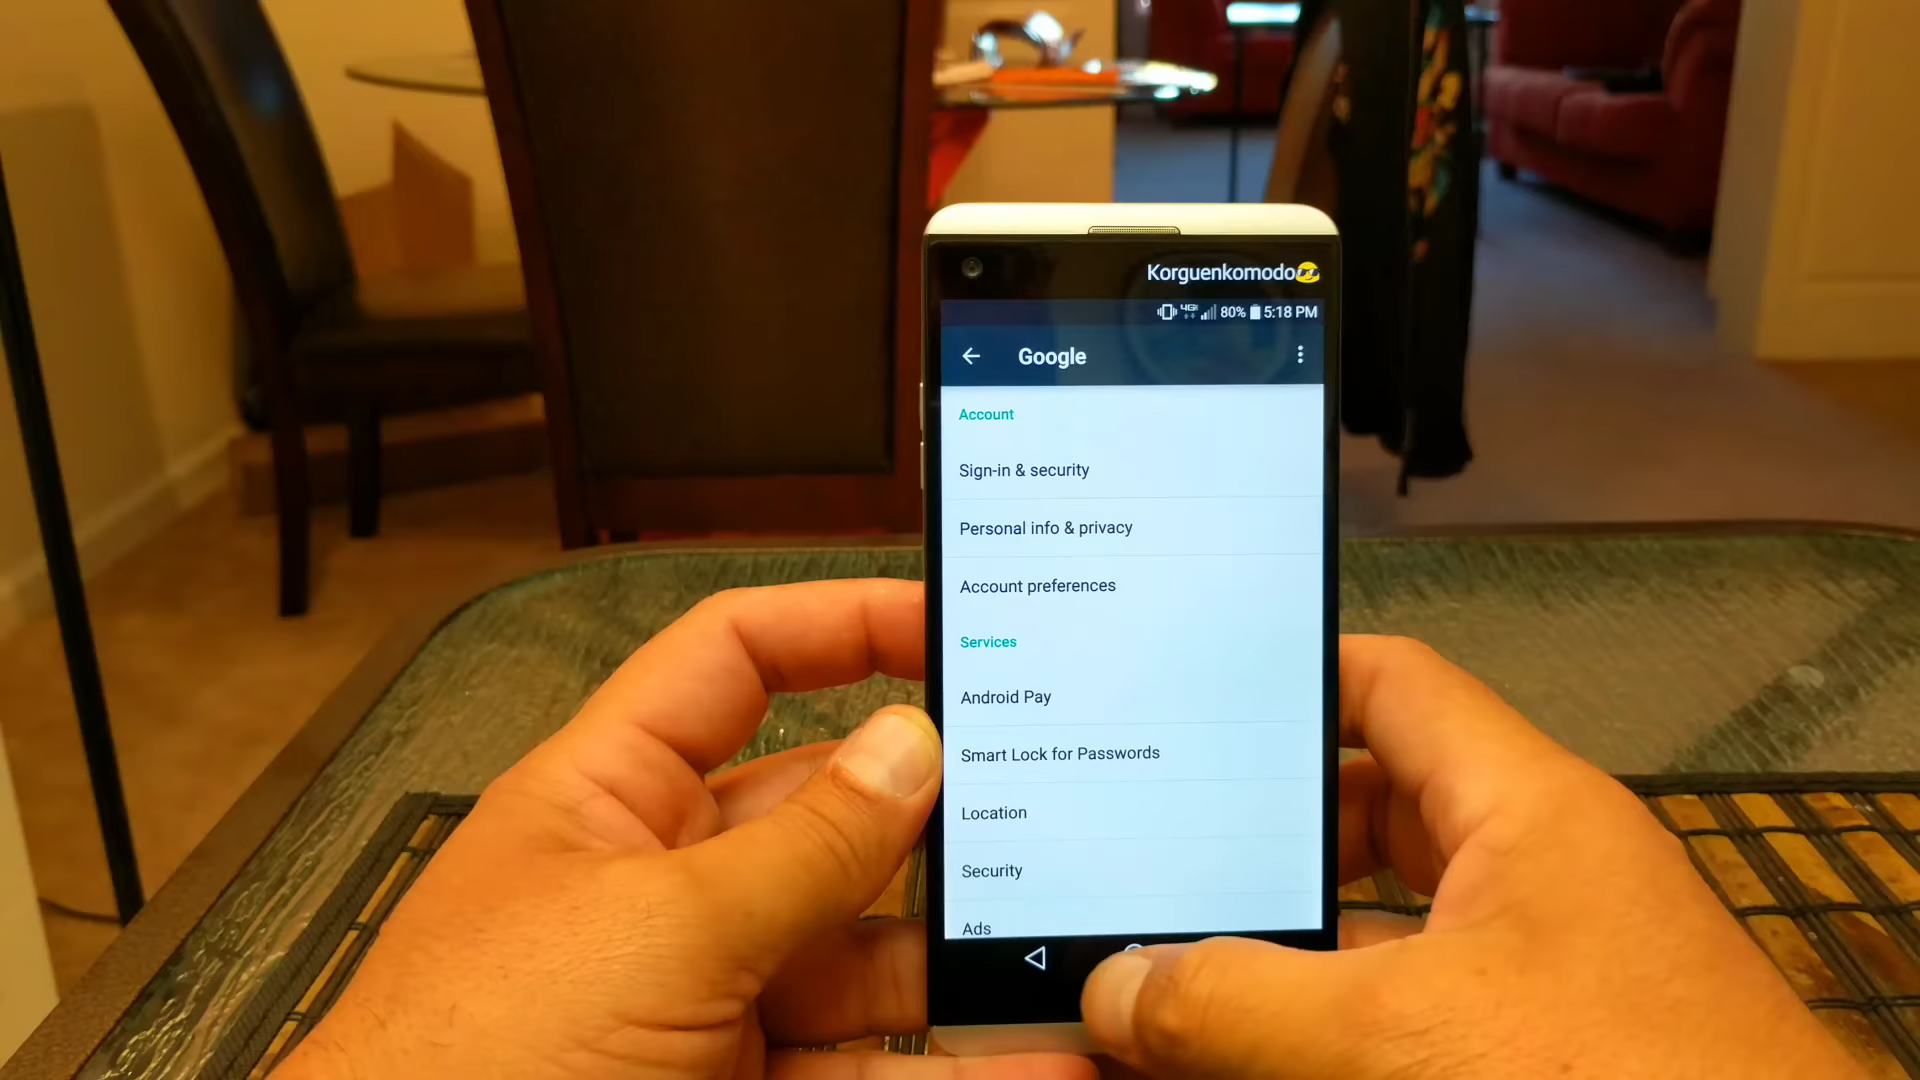 Korguenkomodo
4G 80% 5:18 PM
Google
Account
Sign-in & security
Personal info & privacy
Account preferences
Services
Android Pay
Smart Lock for Passwords
Location
Security
Ads